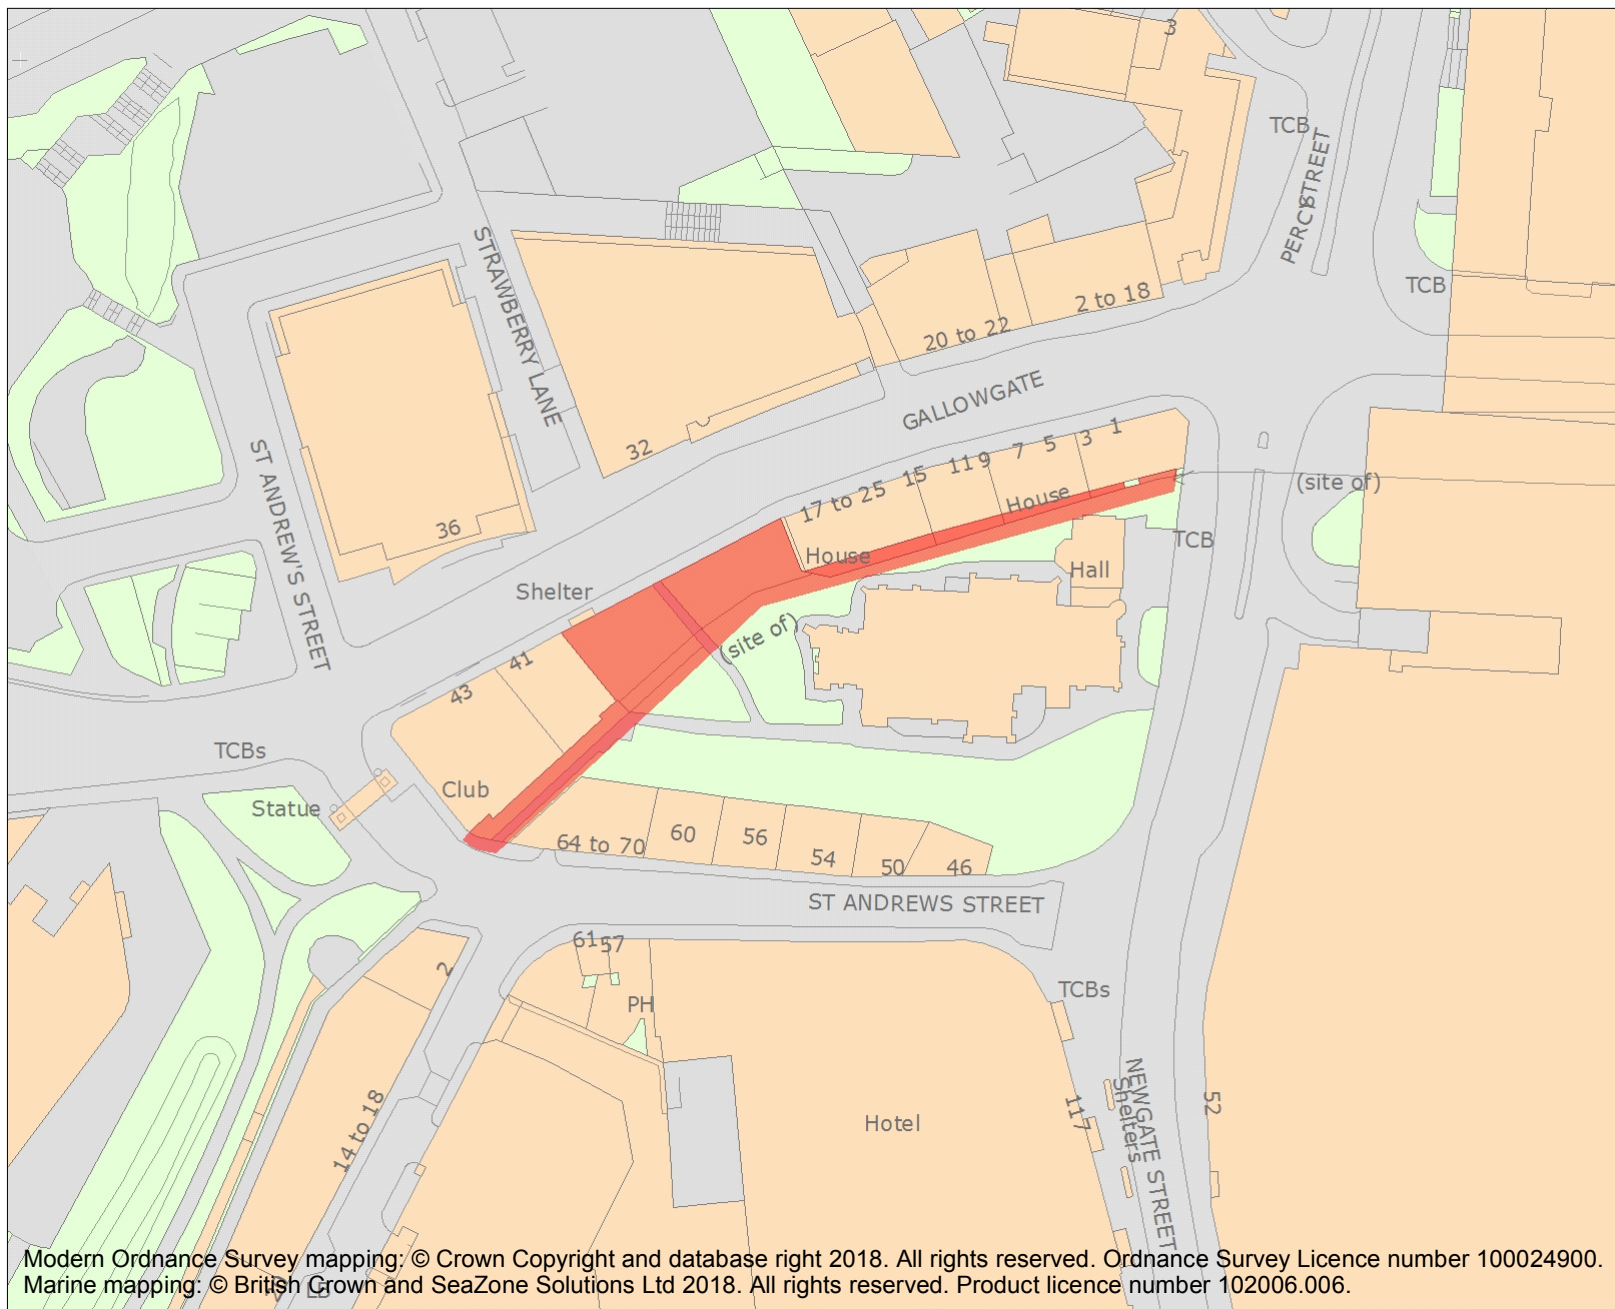 3
TCB
PERCY STREET
TCB
STRAWBERRY LANE
2 to 18
20 to 22
GALLOWGATE
32
1
3
5
7
9
11
15
17 to 25
(site of)
ST ANDREW'S STREET
36
House
House
TCB
Hall
Shelter
(site of)
41
43
TCBs
Club
Statue
64 to 70
60
56
54
50
46
ST ANDREWS STREET
61
57
2
PH
TCBs
14 to 18
Hotel
117
Shelters
NEWGATE STREET
52
LB
Modern Ordnance Survey mapping: © Crown Copyright and database right 2018. All rights reserved. Ordnance Survey Licence number 100024900.
Marine mapping: © British Crown and SeaZone Solutions Ltd 2018. All rights reserved. Product licence number 102006.006.